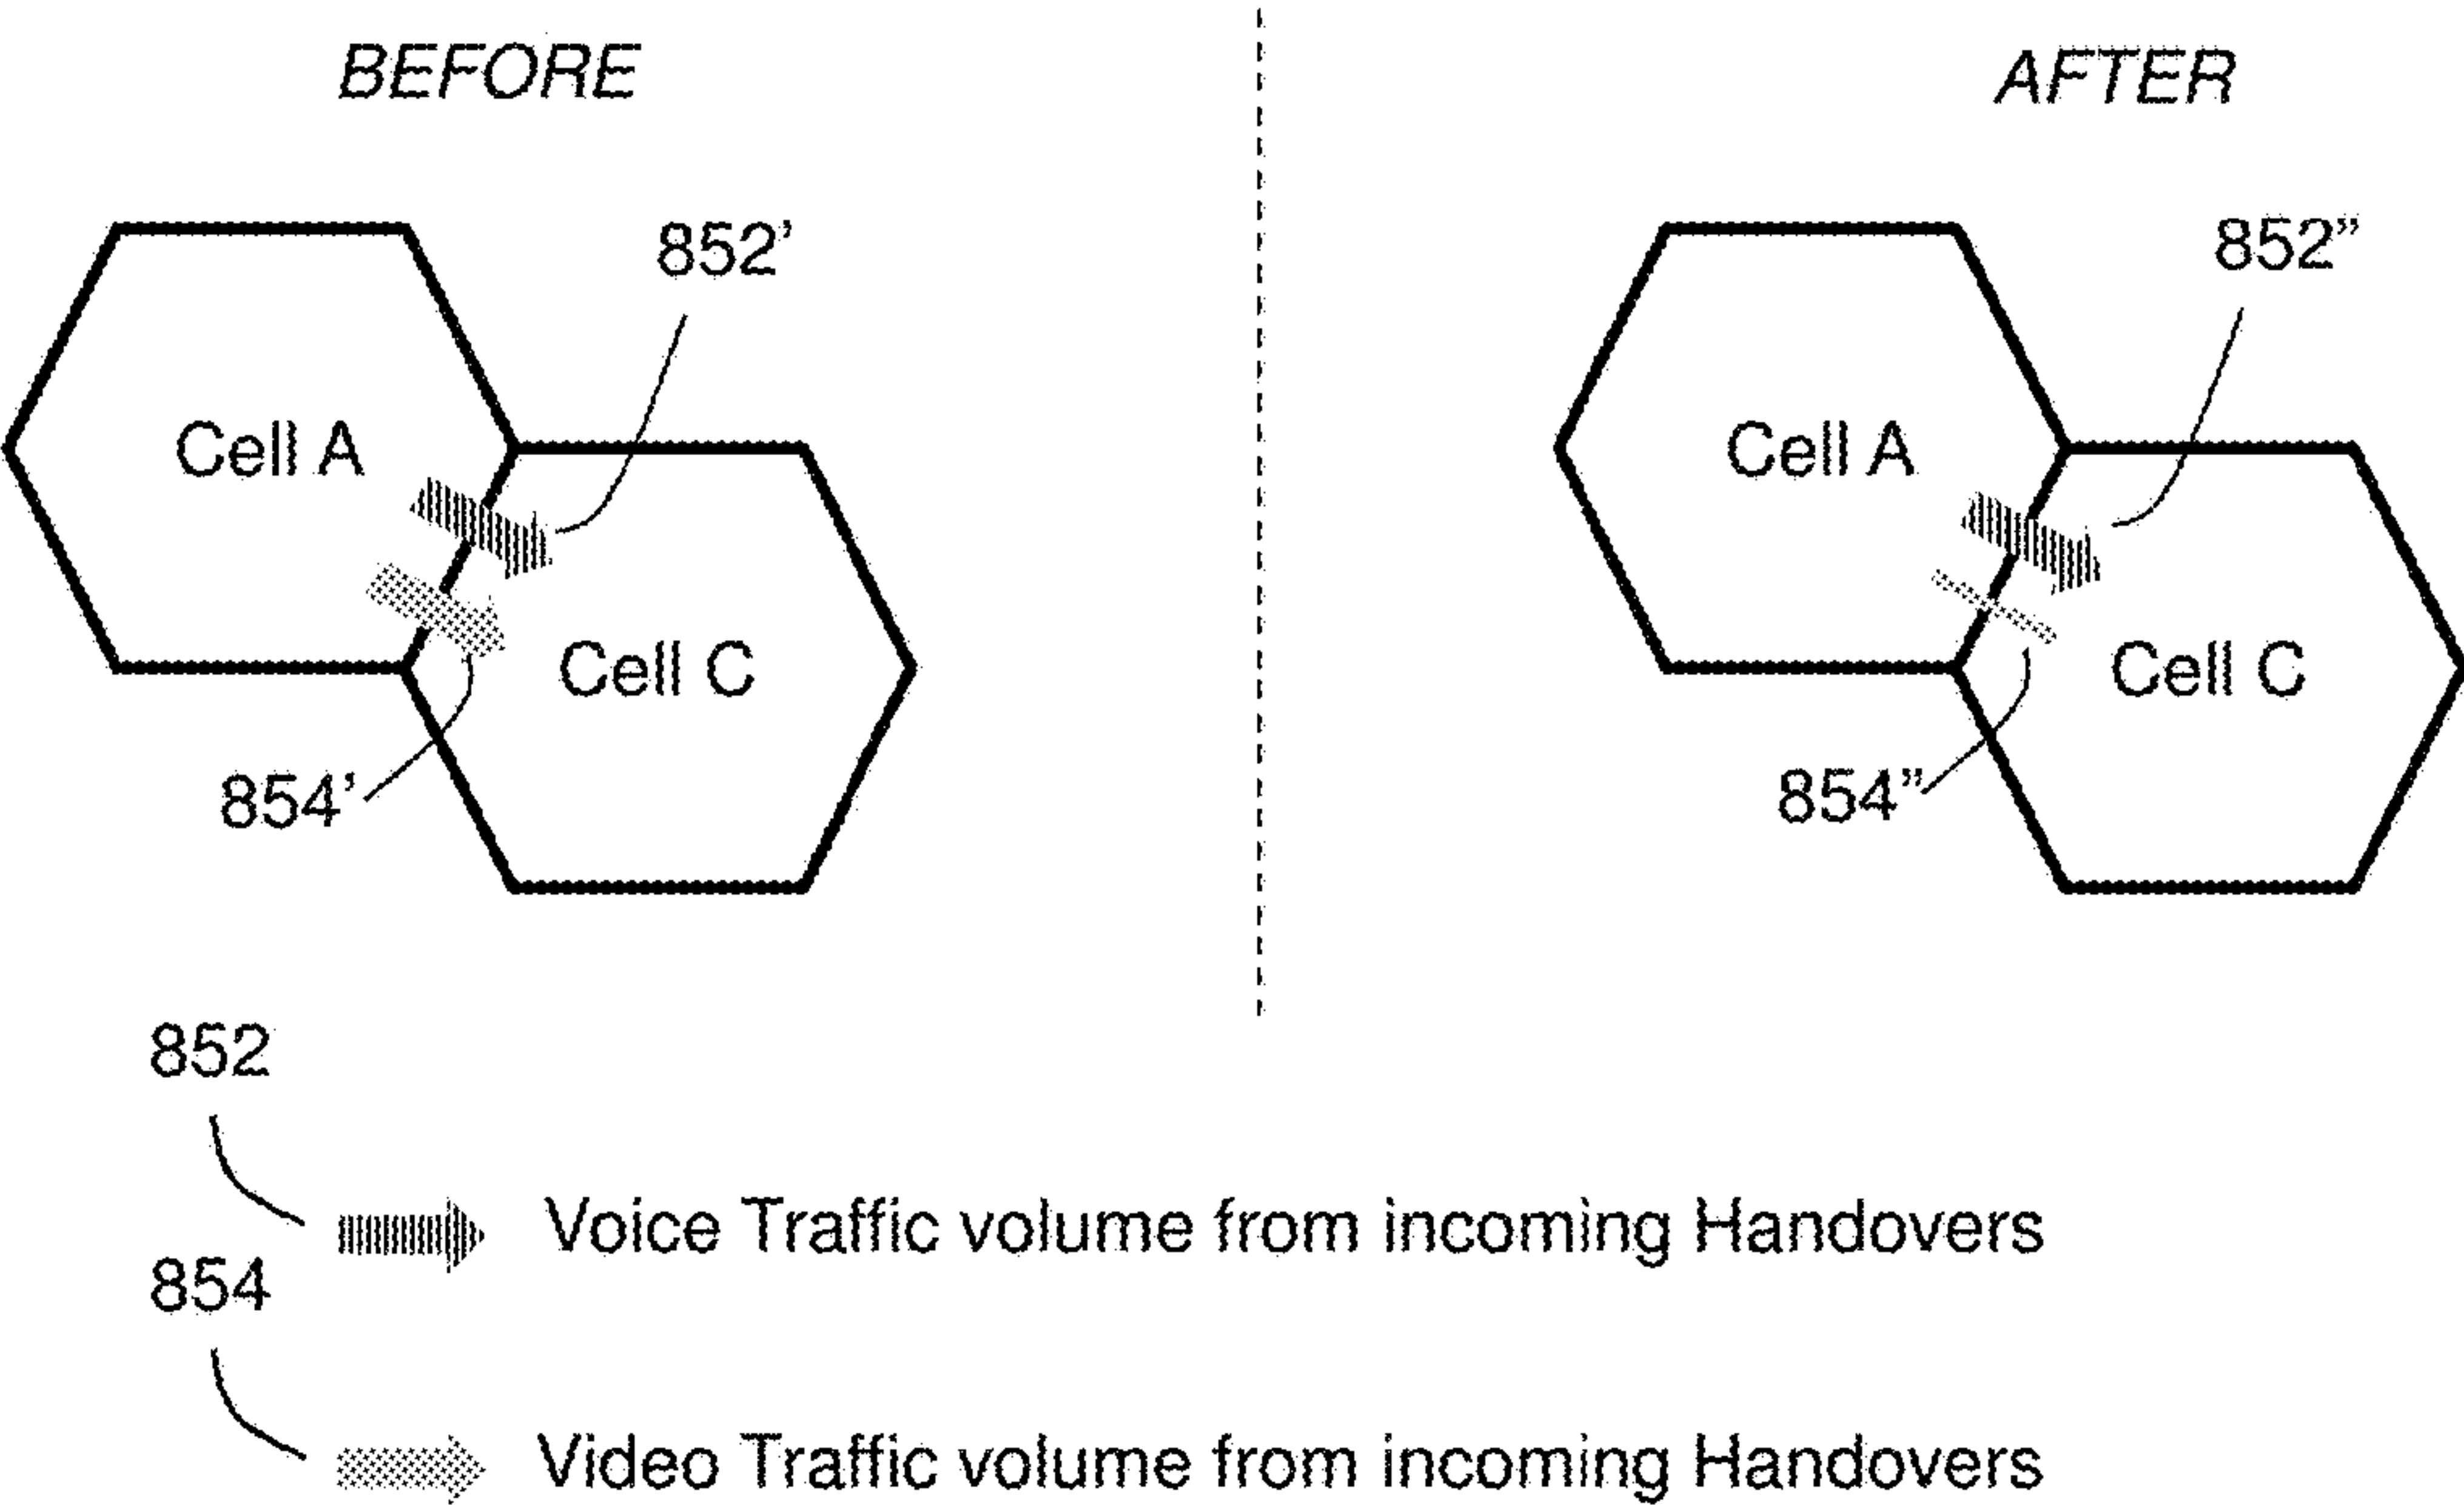 BEFORE
AFTER
852’
852”
Cell A
Cell A
Cell C
Cell C
854’
854”
852
Voice Traffic volume from incoming Handovers
854
Video Traffic volume from incoming Handovers